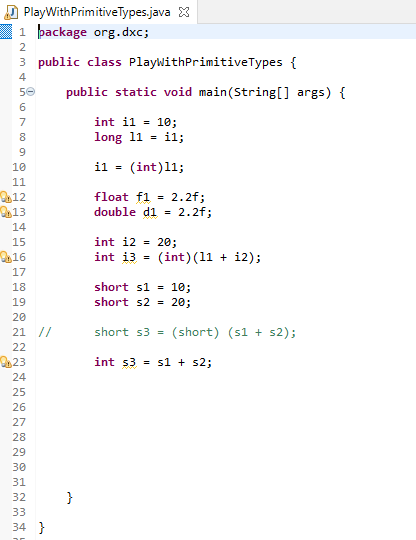 PlayWithPrimitiveTypes.java
1 package org.dxc;
2
3 public class PlayWithPrimitiveTypes {
4
5 public static void main(String[] args) {
6
7 int i1 = 10;
8 long l1 = i1;
9
10 i1 = (int)l1;
11
12 float f1 = 2.2f;
13 double d1 = 2.2f;
14
15 int i2 = 20;
16 int i3 = (int)(l1 + i2);
17
18 short s1 = 10;
19 short s2 = 20;
20
21 // short s3 = (short) (s1 + s2);
22
23 int s3 = s1 + s2;
24
25
26
27
28
29
30
31
32 }
33
34 }